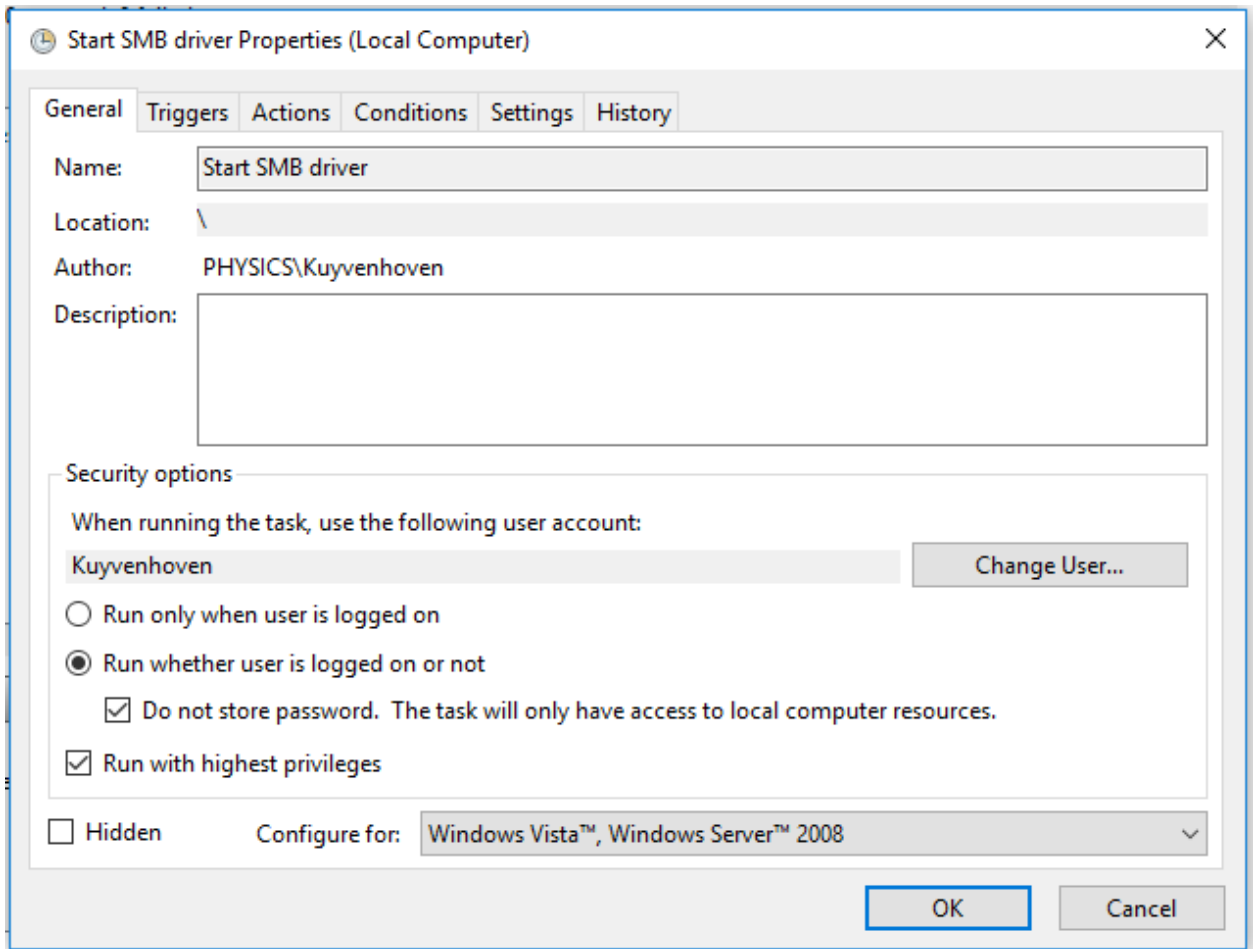 Start SMB driver Properties (Local Computer)
General Triggers Actions Conditions Settings History
Name: Start SMB driver
Location: \
Author: PHYSICS\Kuyvenhoven
Description:
Security options
When running the task, use the following user account:
Kuyvenhoven Change User...
Run only when user is logged on
Run whether user is logged on or not
Do not store password. The task will only have access to local computer resources.
Run with highest privileges
Hidden Configure for: Windows Vista™, Windows Server™ 2008
OK Cancel